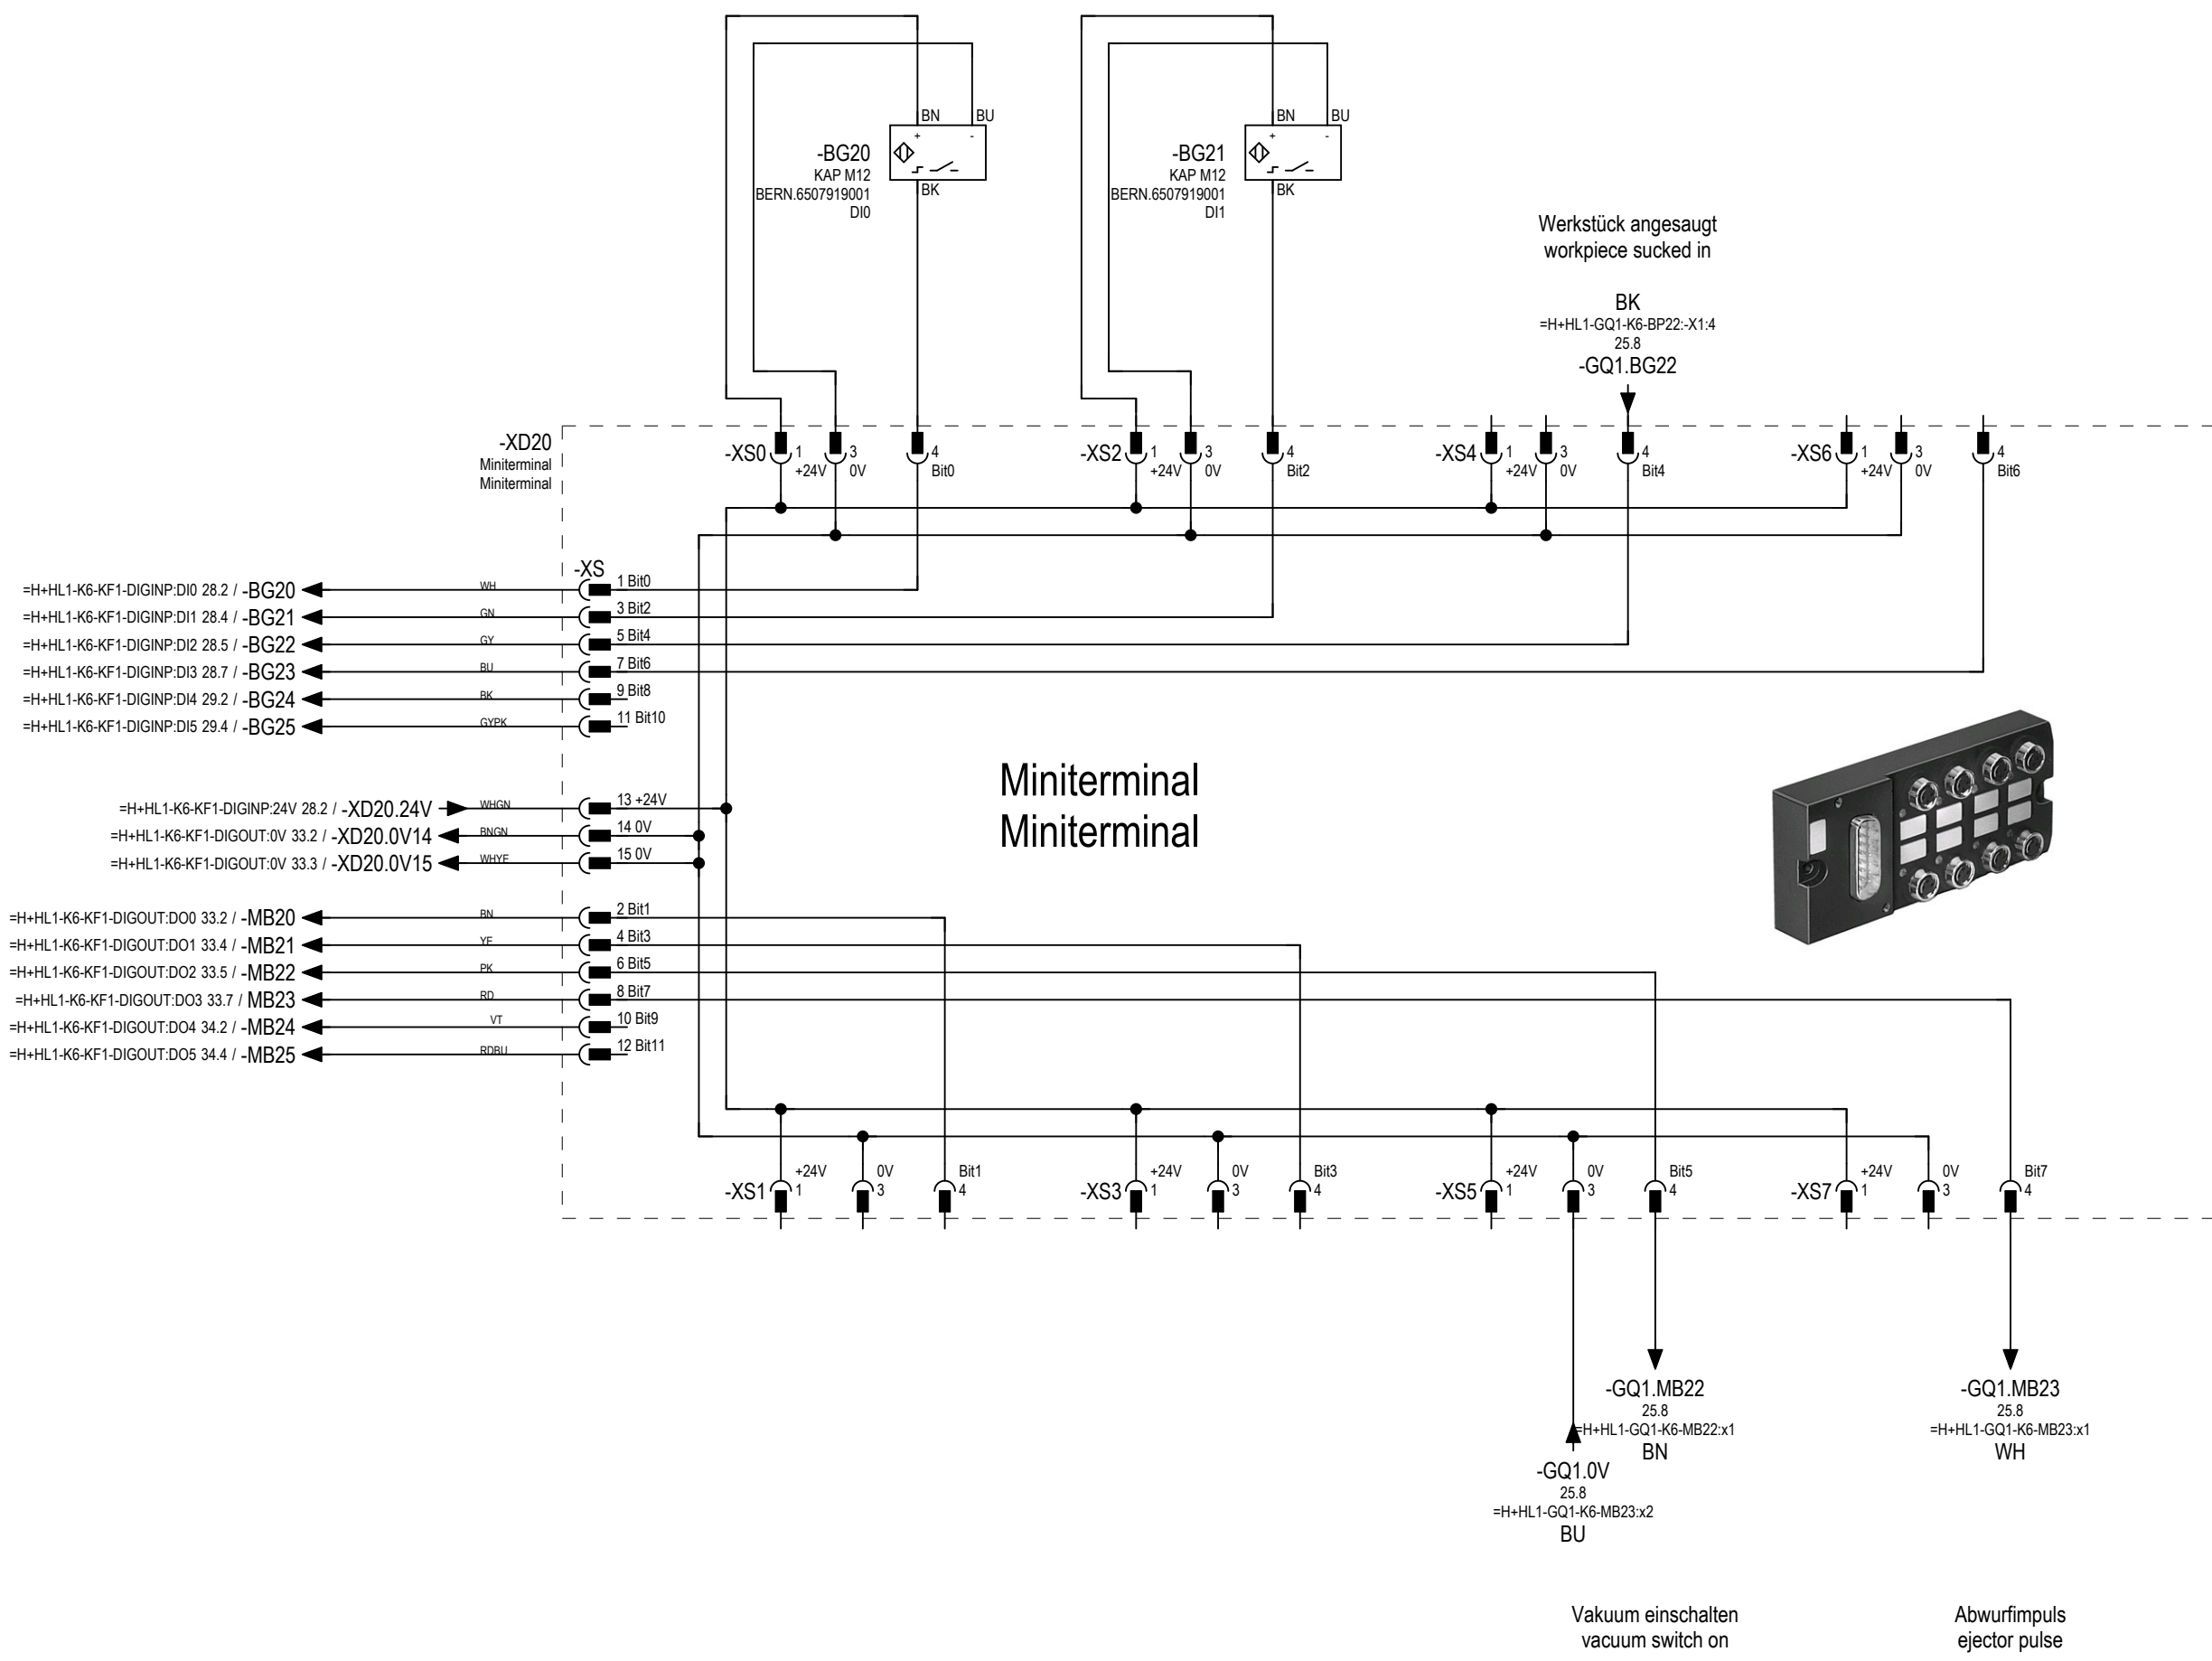 BN
BU
+
-
-BG20
KAP M12
BERN.6507919001
DI0
BK
BN
BU
+
-
-BG21
KAP M12
BERN.6507919001
DI1
BK
Werkstück angesaugt
workpiece sucked in
BK
=H+HL1-GQ1-K6-BP22:-X1:4
25.8
-GQ1.BG22
-XD20
Miniterminal
Miniterminal
-XS0 1 +24V 3 0V 4 Bit0
-XS2 1 +24V 3 0V 4 Bit2
-XS4 1 +24V 3 0V 4 Bit4
-XS6 1 +24V 3 0V 4 Bit6
-XS
=H+HL1-K6-KF1-DIGINP:DI0 28.2 / -BG20 WH 1 Bit0
=H+HL1-K6-KF1-DIGINP:DI1 28.4 / -BG21 GN 3 Bit2
=H+HL1-K6-KF1-DIGINP:DI2 28.5 / -BG22 GY 5 Bit4
=H+HL1-K6-KF1-DIGINP:DI3 28.7 / -BG23 BU 7 Bit6
=H+HL1-K6-KF1-DIGINP:DI4 29.2 / -BG24 BK 9 Bit8
=H+HL1-K6-KF1-DIGINP:DI5 29.4 / -BG25 GYPK 11 Bit10
Miniterminal
Miniterminal
=H+HL1-K6-KF1-DIGINP:24V 28.2 / -XD20.24V WHGN 13 +24V
=H+HL1-K6-KF1-DIGOUT:0V 33.2 / -XD20.0V14 BNGN 14 0V
=H+HL1-K6-KF1-DIGOUT:0V 33.3 / -XD20.0V15 WHYE 15 0V
=H+HL1-K6-KF1-DIGOUT:DO0 33.2 / -MB20 BN 2 Bit1
=H+HL1-K6-KF1-DIGOUT:DO1 33.4 / -MB21 YE 4 Bit3
=H+HL1-K6-KF1-DIGOUT:DO2 33.5 / -MB22 PK 6 Bit5
=H+HL1-K6-KF1-DIGOUT:DO3 33.7 / MB23 RD 8 Bit7
=H+HL1-K6-KF1-DIGOUT:DO4 34.2 / -MB24 VT 10 Bit9
=H+HL1-K6-KF1-DIGOUT:DO5 34.4 / -MB25 RDBU 12 Bit11
-XS1 +24V 1 0V 3 Bit1 4
-XS3 +24V 1 0V 3 Bit3 4
-XS5 +24V 1 0V 3 Bit5 4
-XS7 +24V 1 0V 3 Bit7 4
-GQ1.MB22
25.8
=H+HL1-GQ1-K6-MB22:x1
BN
-GQ1.MB23
25.8
=H+HL1-GQ1-K6-MB23:x1
WH
-GQ1.0V
25.8
=H+HL1-GQ1-K6-MB23:x2
BU
Vakuum einschalten
vacuum switch on
Abwurfimpuls
ejector pulse